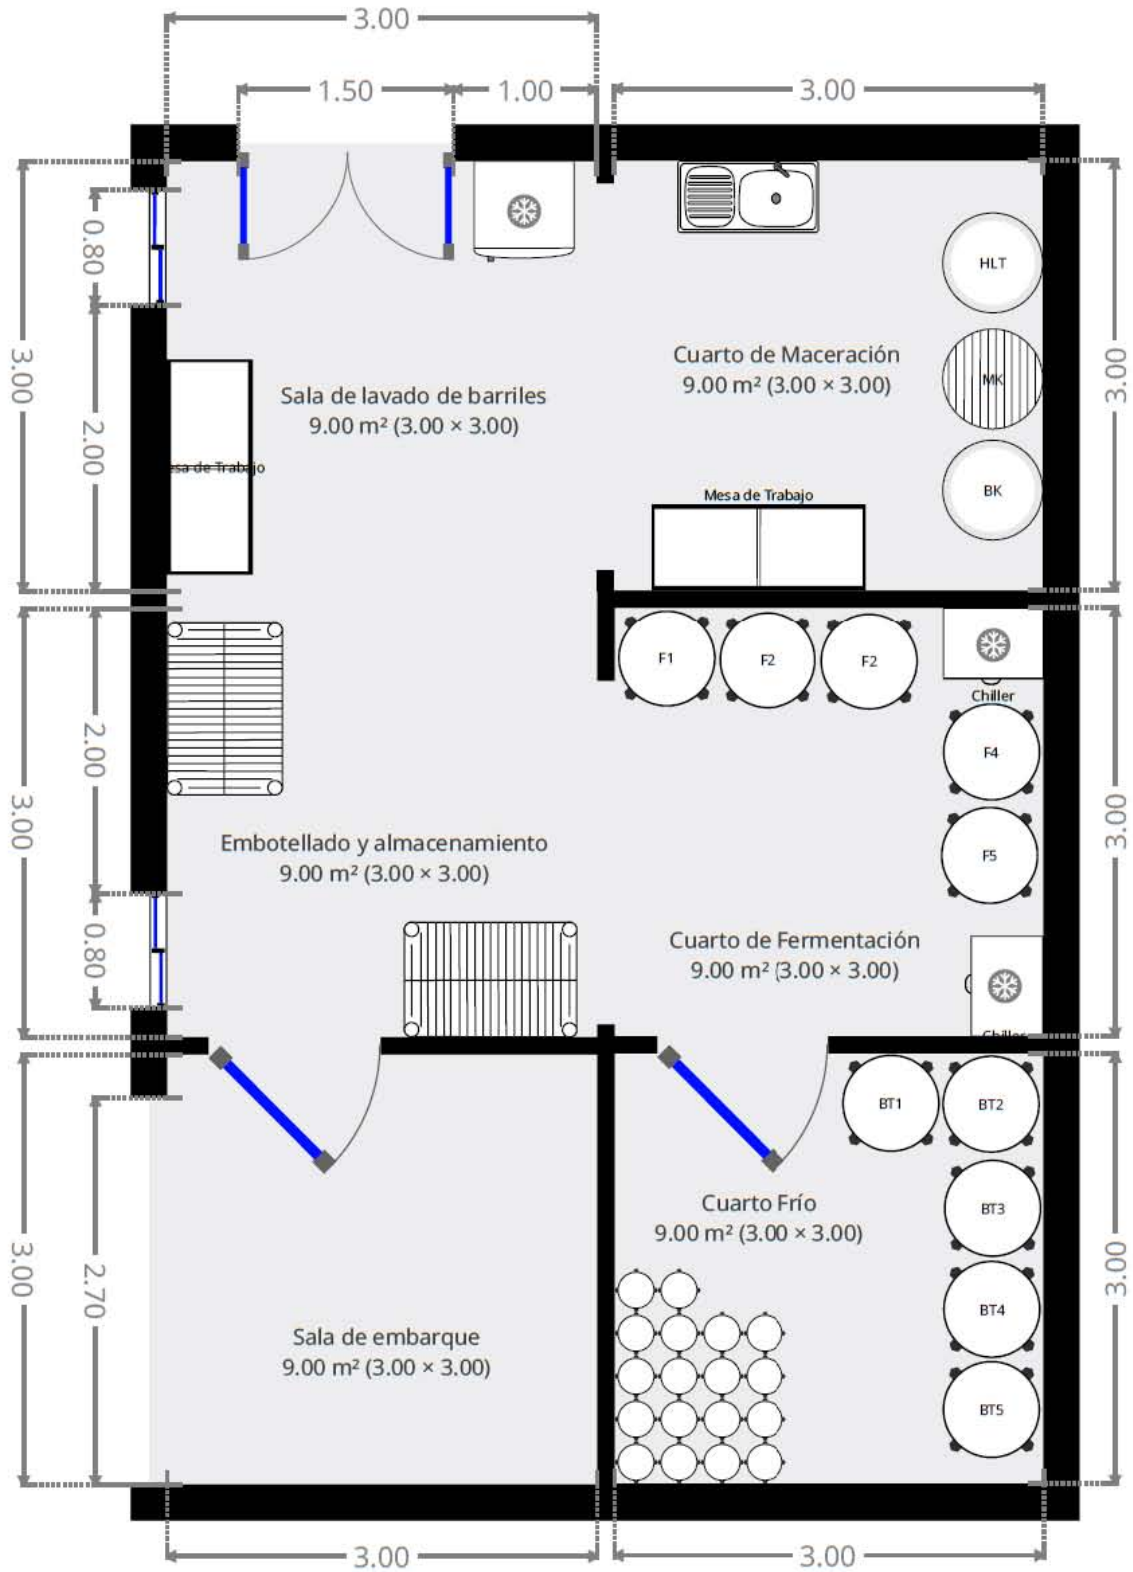 3.00
1.50
1.00
3.00
0.80
3.00
2.00
HLT
MK
BK
3.00
Cuarto de Maceración
9.00 m² (3.00 × 3.00)
Sala de lavado de barriles
9.00 m² (3.00 × 3.00)
esa de Trabajo
Mesa de Trabajo
F1
F2
F2
Chiller
F4
F5
2.00
3.00
0.80
3.00
Embotellado y almacenamiento
9.00 m² (3.00 × 3.00)
Cuarto de Fermentación
9.00 m² (3.00 × 3.00)
Chiller
BT1
BT2
BT3
BT4
BT5
Cuarto Frío
9.00 m² (3.00 × 3.00)
3.00
2.70
3.00
Sala de embarque
9.00 m² (3.00 × 3.00)
3.00
3.00